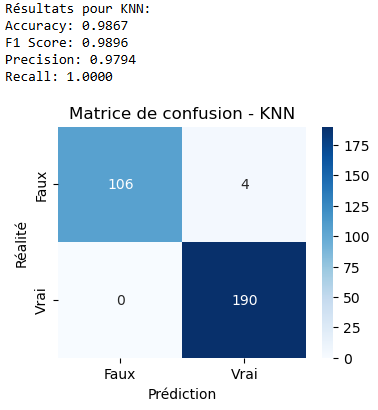 Résultats pour KNN:
Accuracy: 0.9867
F1 Score: 0.9896
Precision: 0.9794
Recall: 1.0000
Matrice de confusion - KNN
Réalité
Faux
106
4
Vrai
0
190
Faux
Vrai
Prédiction
175
150
125
100
75
50
25
0